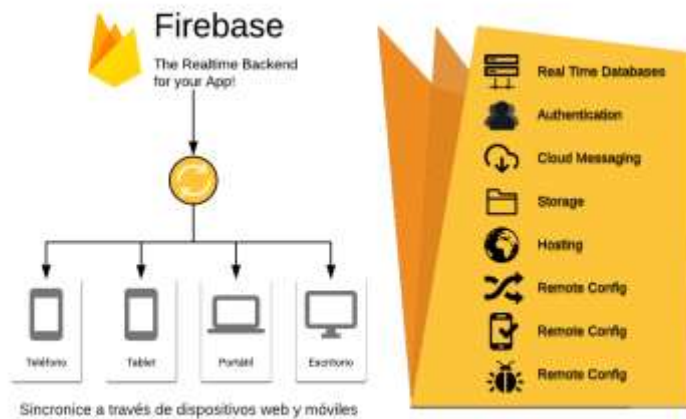 Firebase
The Realtime Backend
for your App!
Teléfono
Tablet
Portátil
Escritorio
Sincronice a través de dispositivos web y móviles
Real Time Databases
Authentication
Cloud Messaging
Storage
Hosting
Remote Config
Remote Config
Remote Config